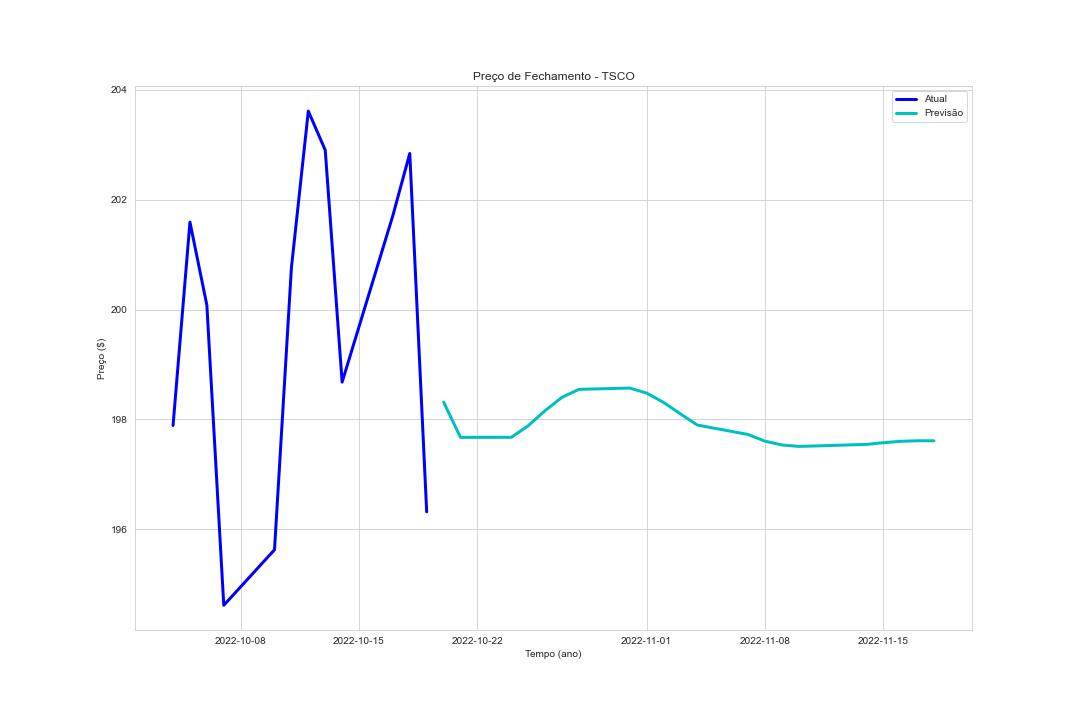 Preço de Fechamento - TSCO
Atual
Previsão
Preço ($)
204
202
200
198
196
2022-10-08
2022-10-15
2022-10-22
2022-11-01
2022-11-08
2022-11-15
Tempo (ano)